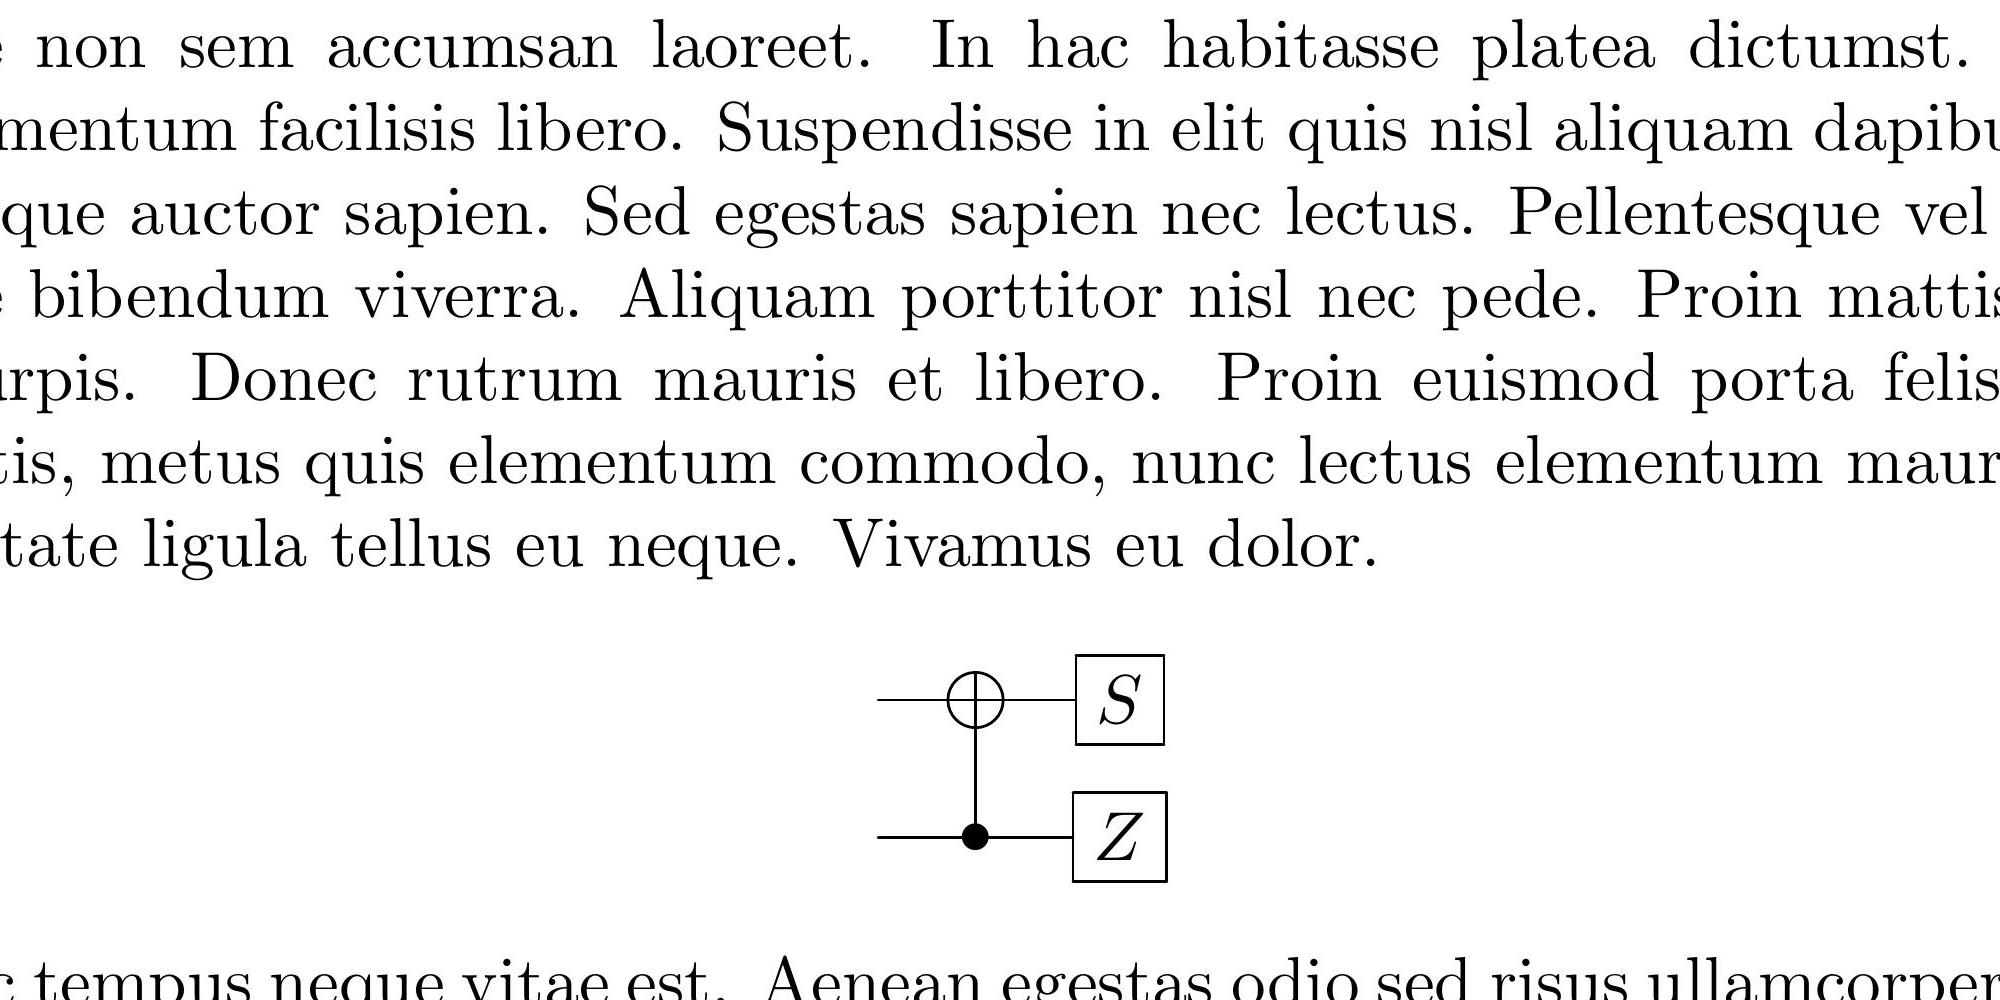 non sem accumsan laoreet. In hac habitasse platea dictumst.
mentum facilisis libero. Suspendisse in elit quis nisl aliquam dapibu
que auctor sapien. Sed egestas sapien nec lectus. Pellentesque vel
bibendum viverra. Aliquam porttitor nisl nec pede. Proin mattis
urpis. Donec rutrum mauris et libero. Proin euismod porta felis
tis, metus quis elementum commodo, nunc lectus elementum maur
tate ligula tellus eu neque. Vivamus eu dolor.
S
Z
c tempus neque vitae est. Aenean egestas odio sed risus ullamcorper